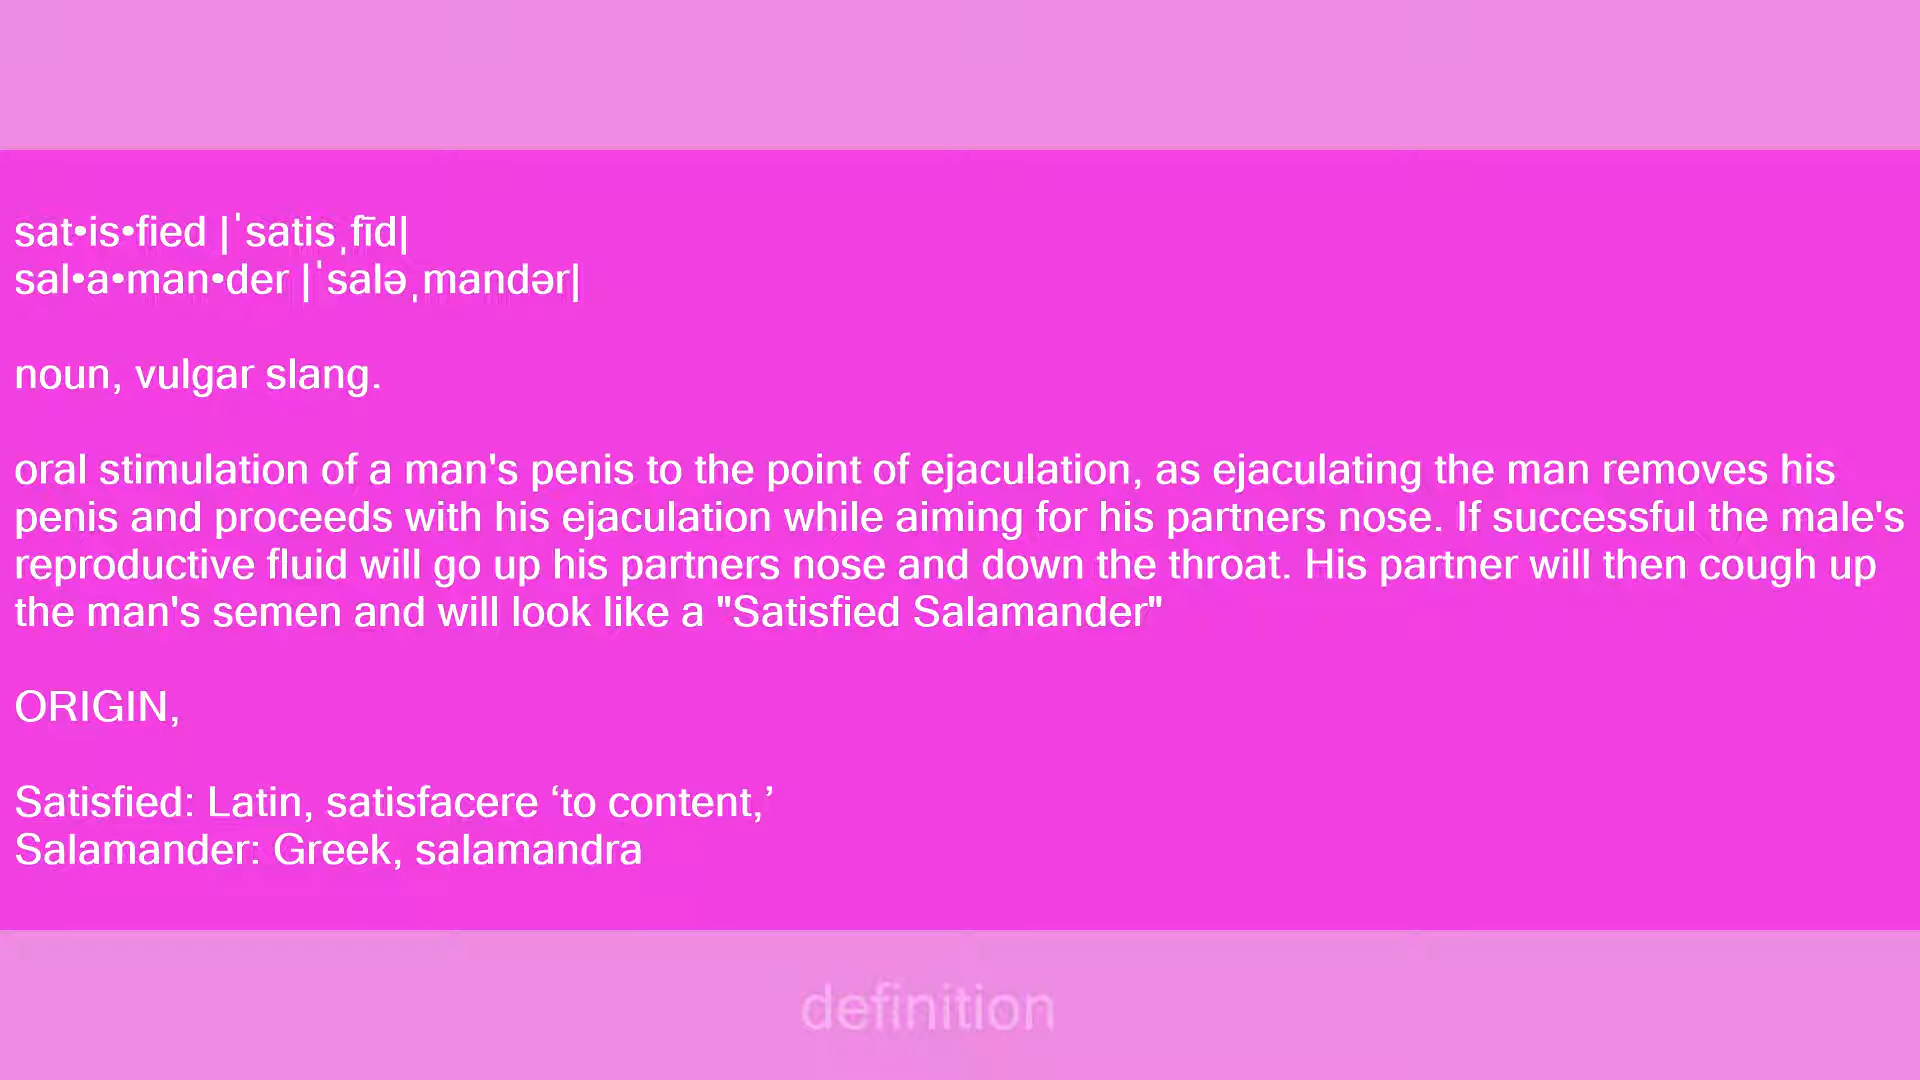 sat•is•fied |ˈsatisˌfīd|
sal•a•man•der |ˈsaləˌmandər|
noun, vulgar slang.
oral stimulation of a man's penis to the point of ejaculation, as ejaculating the man removes his
penis and proceeds with his ejaculation while aiming for his partners nose. If successful the male's
reproductive fluid will go up his partners nose and down the throat. His partner will then cough up
the man's semen and will look like a "Satisfied Salamander"
ORIGIN,
Satisfied: Latin, satisfacere ‘to content,’
Salamander: Greek, salamandra
definition